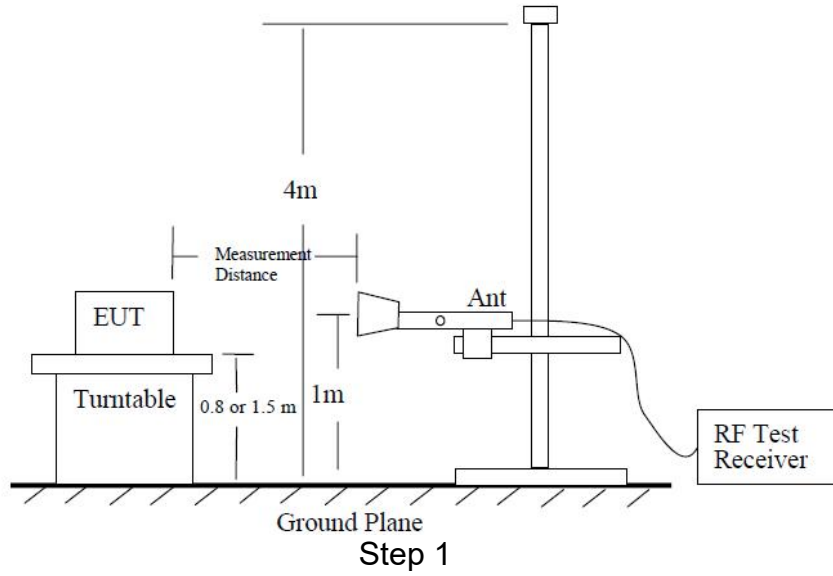 4m
Measurement
Distance
EUT
Ant
Turntable
0.8 or 1.5 m
1m
RF Test
Receiver
Ground Plane
Step 1